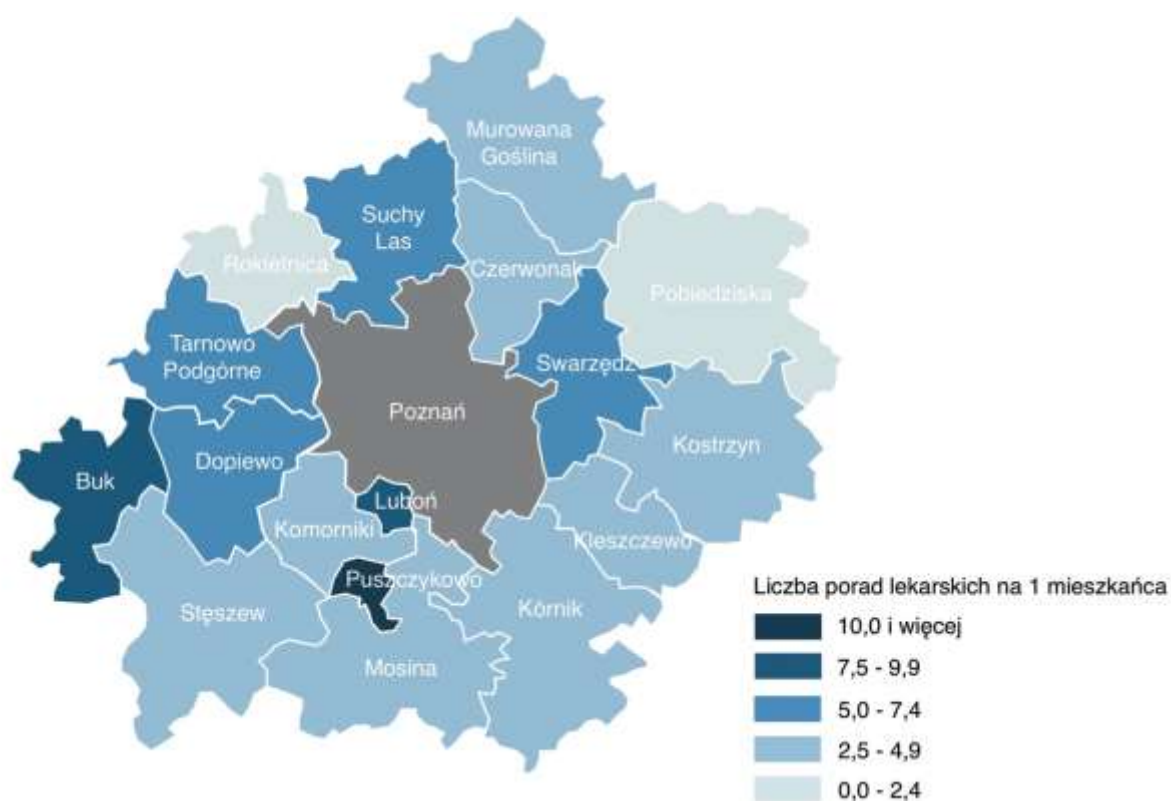 Murowana
Goślina
Suchy
Las
Rokietnica
Czerwonak
Pobiedziska
Tarnowo
Podgórne
Swarzędz
Poznań
Kostrzyn
Buk
Dopiewo
Luboń
Komorniki
Kleszczewo
Puszczykowo
Stęszew
Kórnik
Mosina
Liczba porad lekarskich na 1 mieszkańca
10,0 i więcej
7,5 - 9,9
5,0 - 7,4
2,5 - 4,9
0,0 - 2,4